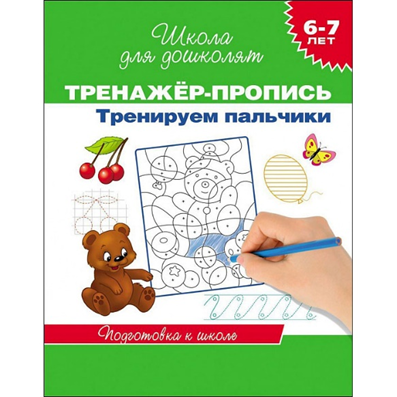 Школа
для дошколят
6-7
ЛЕТ
ТРЕНАЖЁР-ПРОПИСЬ
Тренируем пальчики
Подготовка к школе